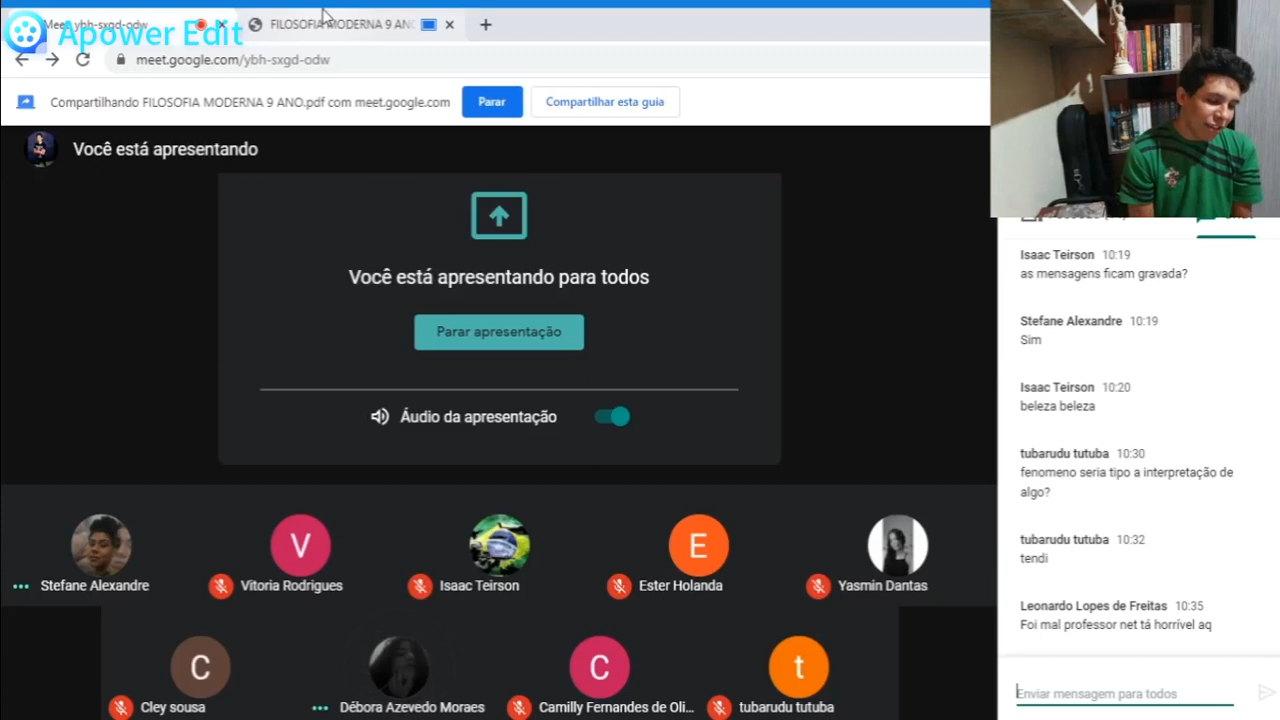 Meet ybh-sxgd-odw
FILOSOFIA MODERNA 9 ANO
Apower Edit
meet.google.com/ybh-sxgd-odw
Compartilhando FILOSOFIA MODERNA 9 ANO.pdf com meet.google.com
Parar
Compartilhar esta guia
Você está apresentando
Você está apresentando para todos
Parar apresentação
Áudio da apresentação
V
E
Stefane Alexandre
Vitoria Rodrigues
Isaac Teirson
Ester Holanda
Yasmin Dantas
C
C
t
Cley sousa
Débora Azevedo Moraes
Camilly Fernandes de Oli...
tubarudu tutuba
Isaac Teirson 10:19
as mensagens ficam gravada?
Stefane Alexandre 10:19
Sim
Isaac Teirson 10:20
beleza beleza
tubarudu tutuba 10:30
fenomeno seria tipo a interpretação de
algo?
tubarudu tutuba 10:32
tendi
Leonardo Lopes de Freitas 10:35
Foi mal professor net tá horrível aq
Enviar mensagem para todos